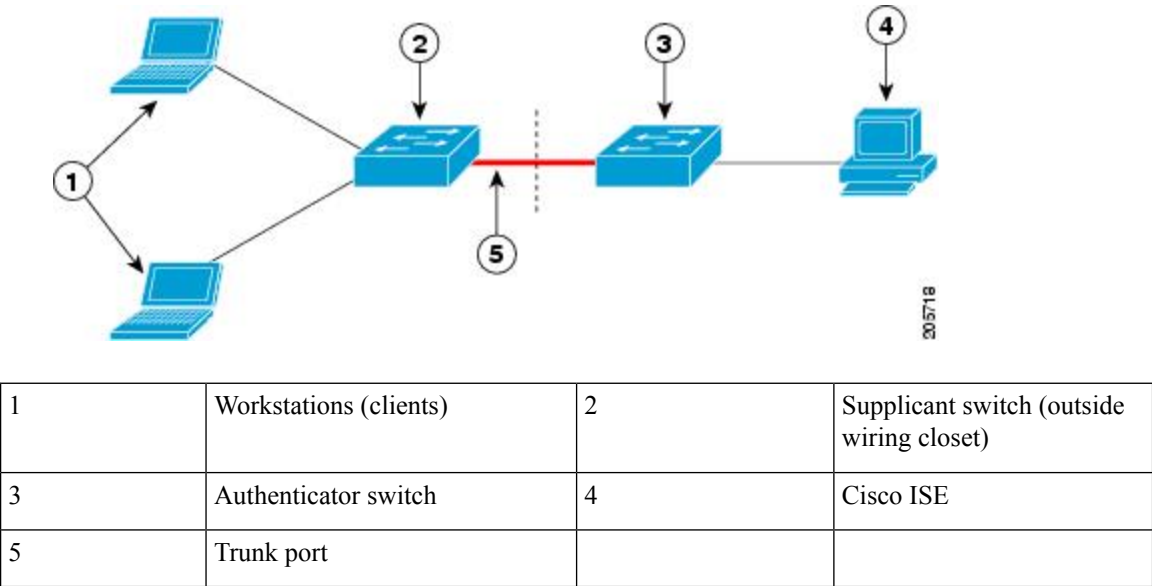 4
2
3
1
5
205718
1 Workstations (clients) 2 Supplicant switch (outside
wiring closet)
3 Authenticator switch 4 Cisco ISE
5 Trunk port